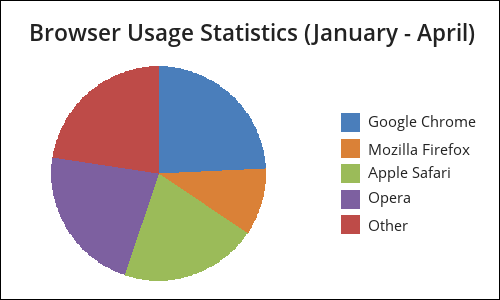 Browser Usage Statistics (January - April)
Google Chrome
Mozilla Firefox
Apple Safari
Opera
Other